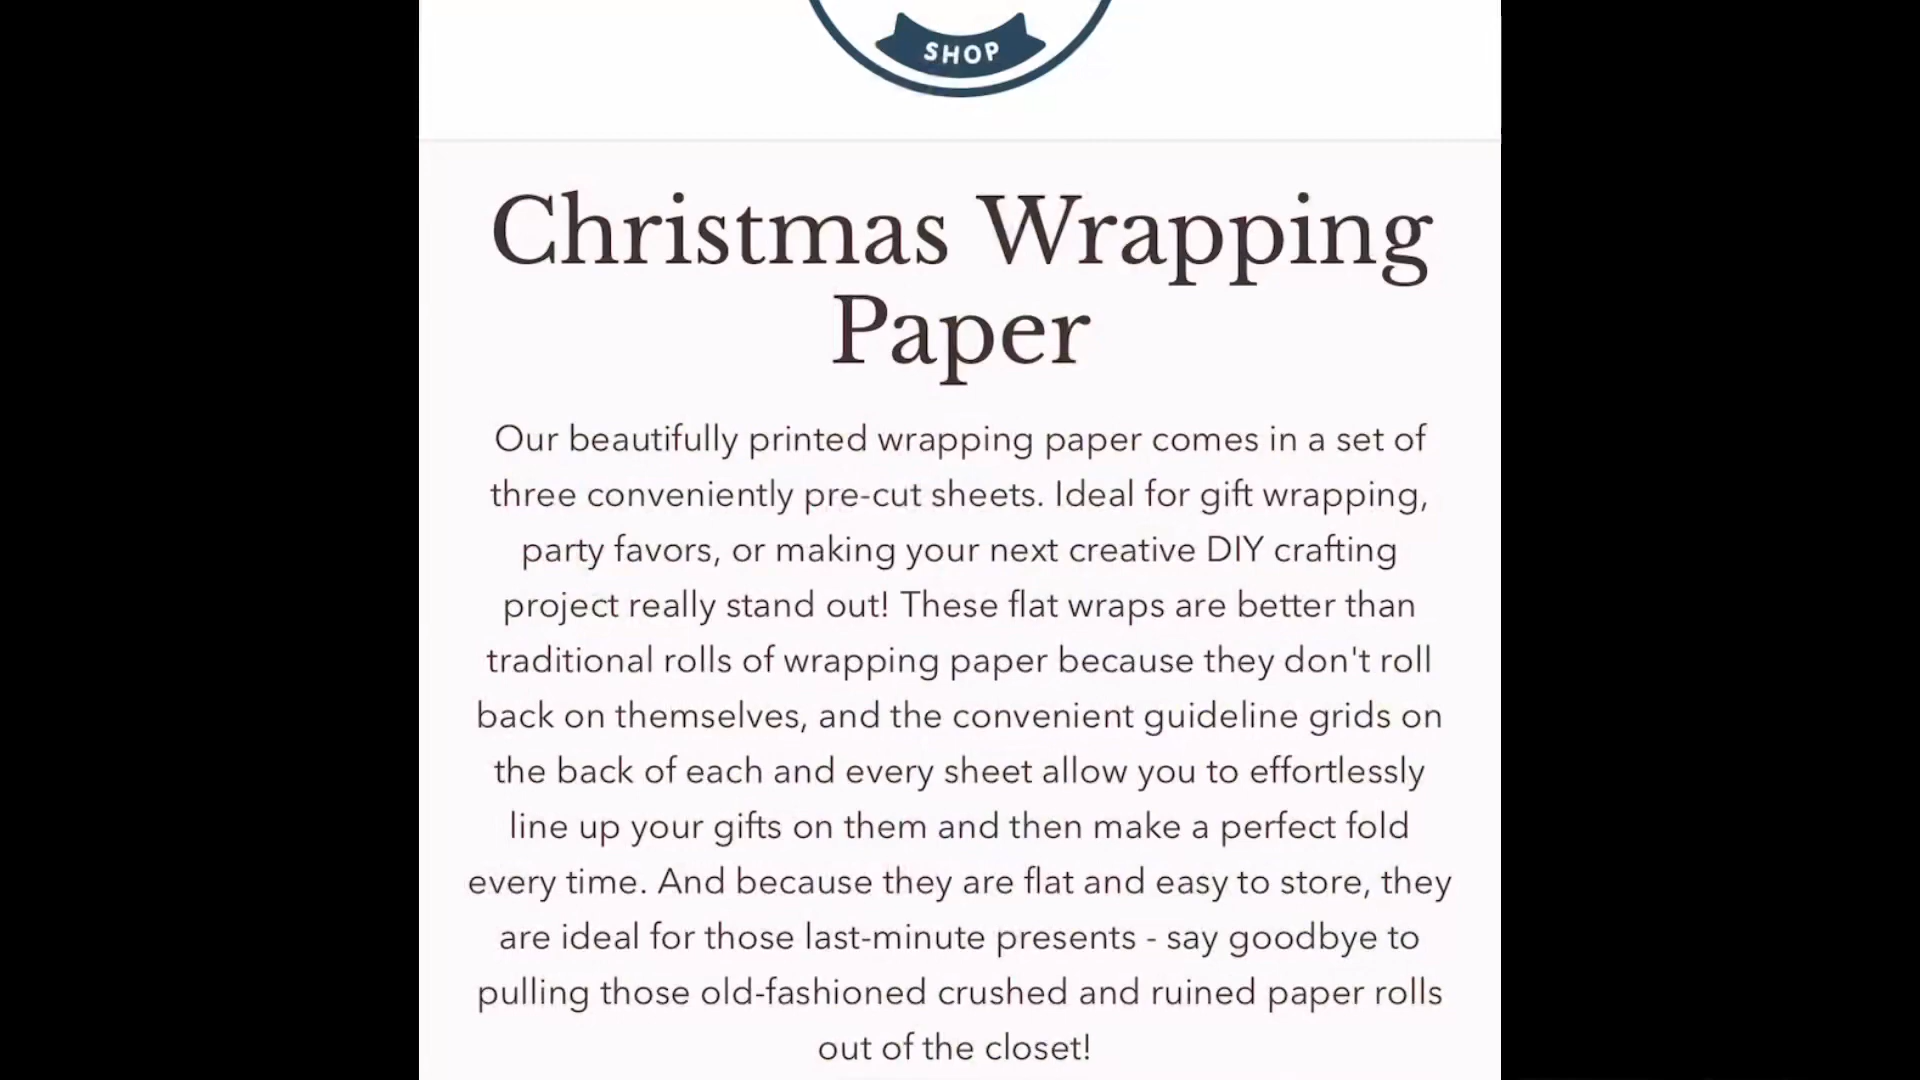 SHOP
Christmas Wrapping
Paper
Our beautifully printed wrapping paper comes in a set of
three conveniently pre-cut sheets. Ideal for gift wrapping,
party favors, or making your next creative DIY crafting
project really stand out! These flat wraps are better than
traditional rolls of wrapping paper because they don't roll
back on themselves, and the convenient guideline grids on
the back of each and every sheet allow you to effortlessly
line up your gifts on them and then make a perfect fold
every time. And because they are flat and easy to store, they
are ideal for those last-minute presents - say goodbye to
pulling those old-fashioned crushed and ruined paper rolls
out of the closet!